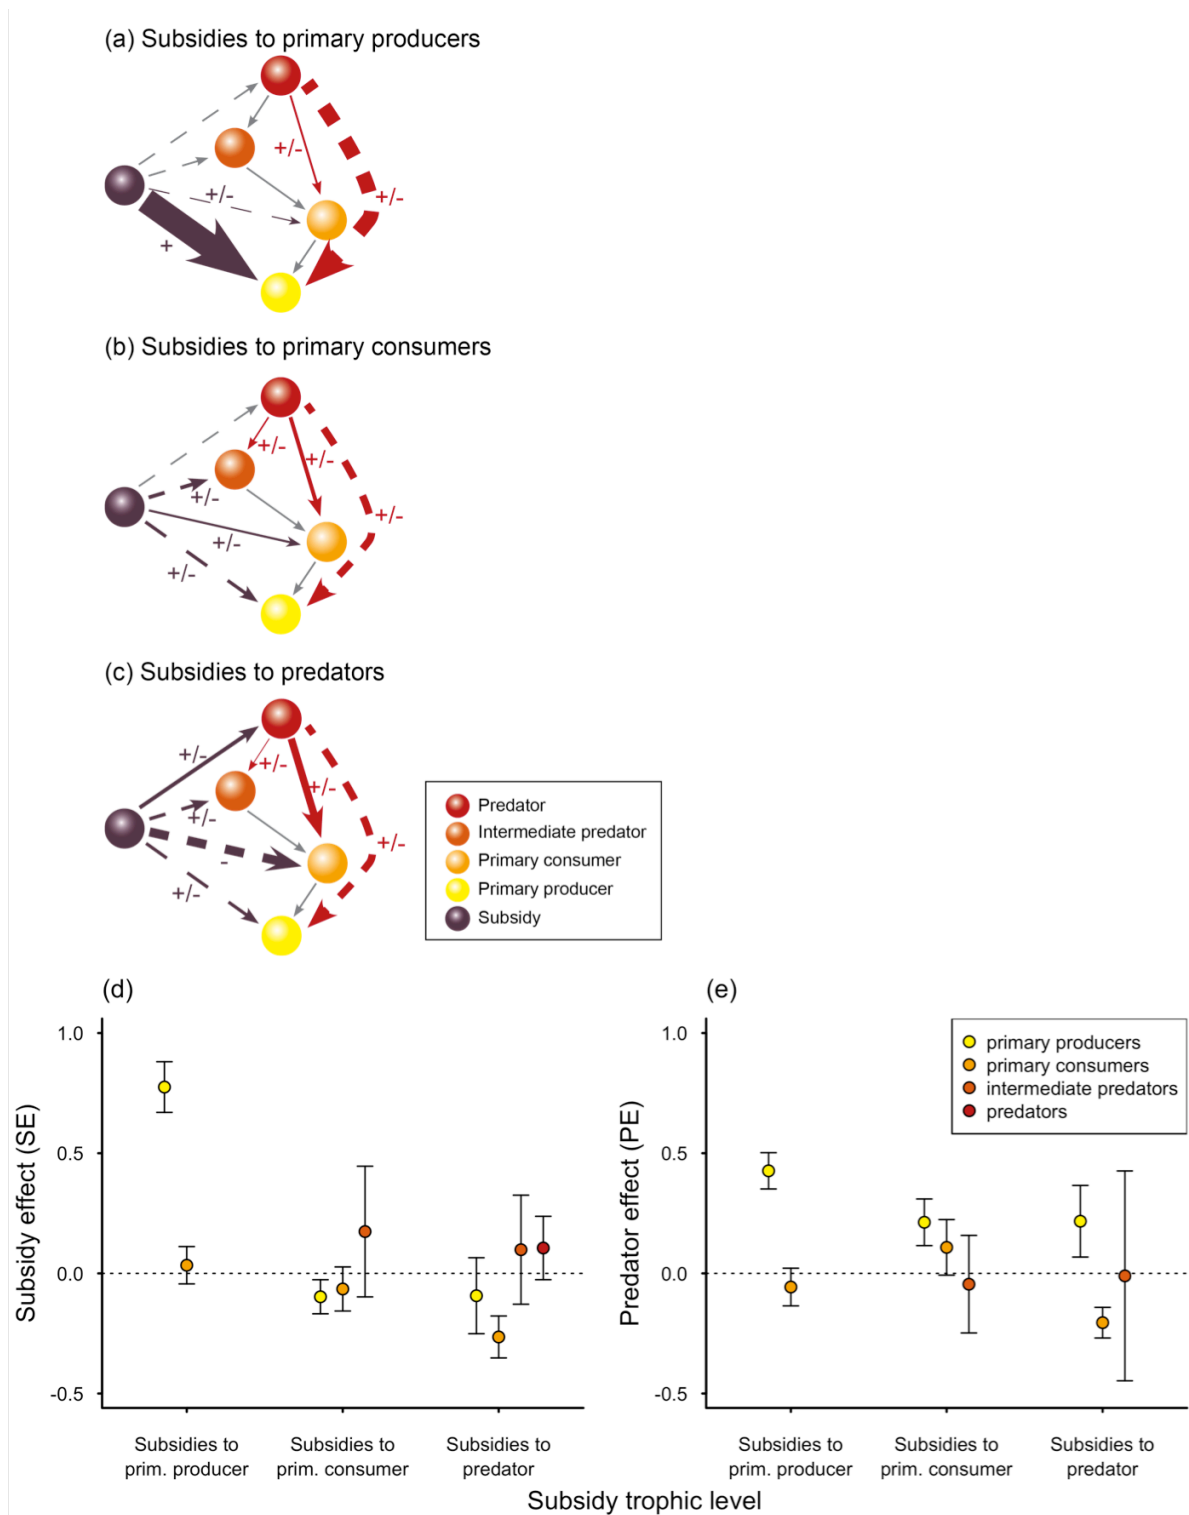 (a) Subsidies to primary producers
+/-
+/-
+/-
+
(b) Subsidies to primary consumers
+/-
+/-
+/-
+/-
+/-
+/-
(c) Subsidies to predators
+/-
+/-
+/-
+/-
+/-
-
+/-
Predator
Intermediate predator
Primary consumer
Primary producer
Subsidy
(d)
1.0
0.5
0.0
-0.5
Subsidy effect (SE)
Subsidies to
prim. producer
Subsidies to
prim. consumer
Subsidies to
predator
(e)
primary producers
primary consumers
intermediate predators
predators
1.0
0.5
0.0
-0.5
Predator effect (PE)
Subsidies to
prim. producer
Subsidies to
prim. consumer
Subsidies to
predator
Subsidy trophic level